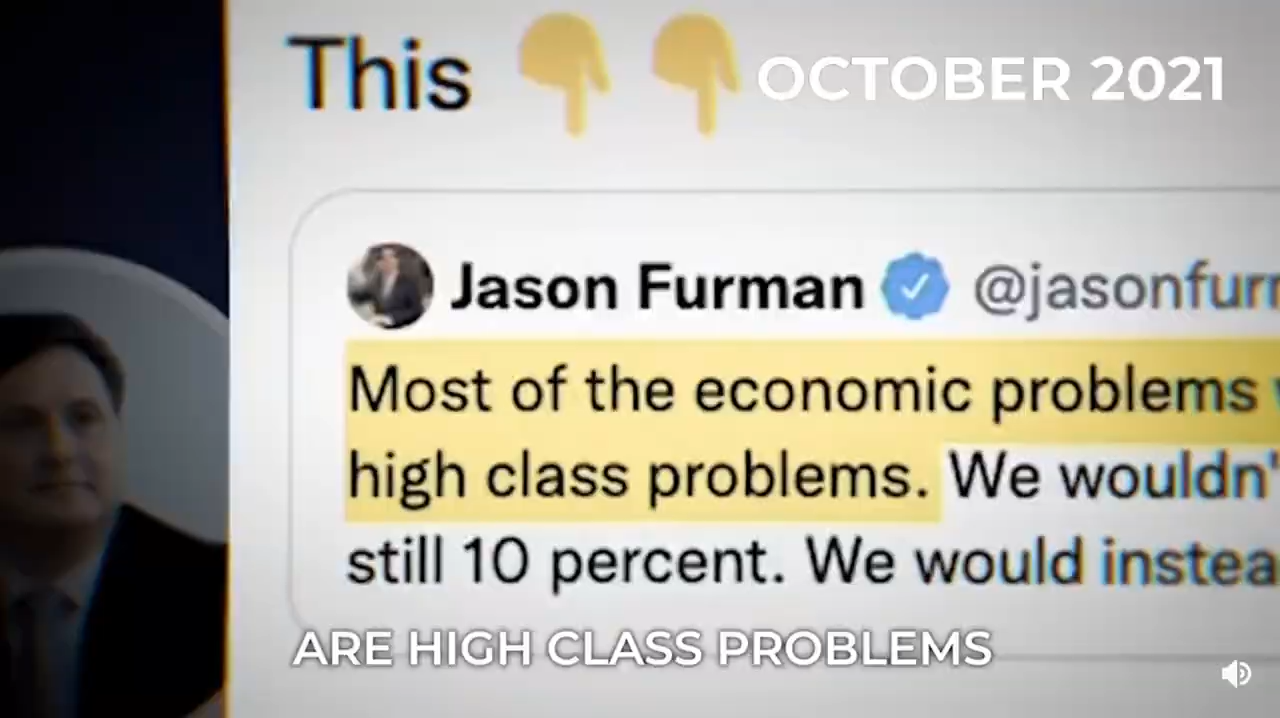 This 👇👇 OCTOBER 2021
Jason Furman @jasonfur
Most of the economic problems
high class problems. We wouldn'
still 10 percent. We would instea
ARE HIGH CLASS PROBLEMS